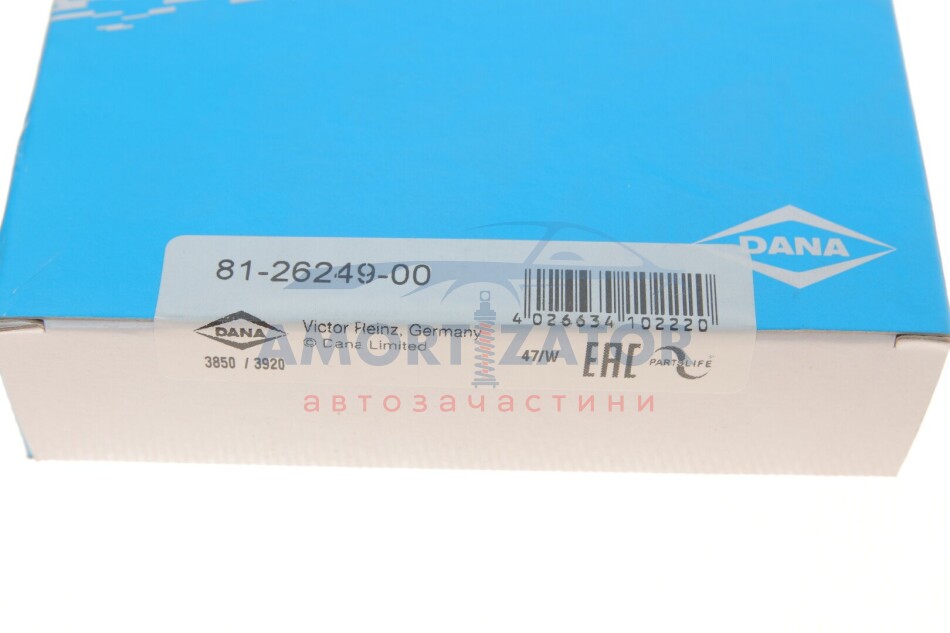 DANA
81-26249-00
4 026634 102220
DANA
Victor Reinz, Germany
© Dana Limited
3850 / 3920
47/W
EAC
PARTSLIFE®
AMORTIZATOR
автозачастини